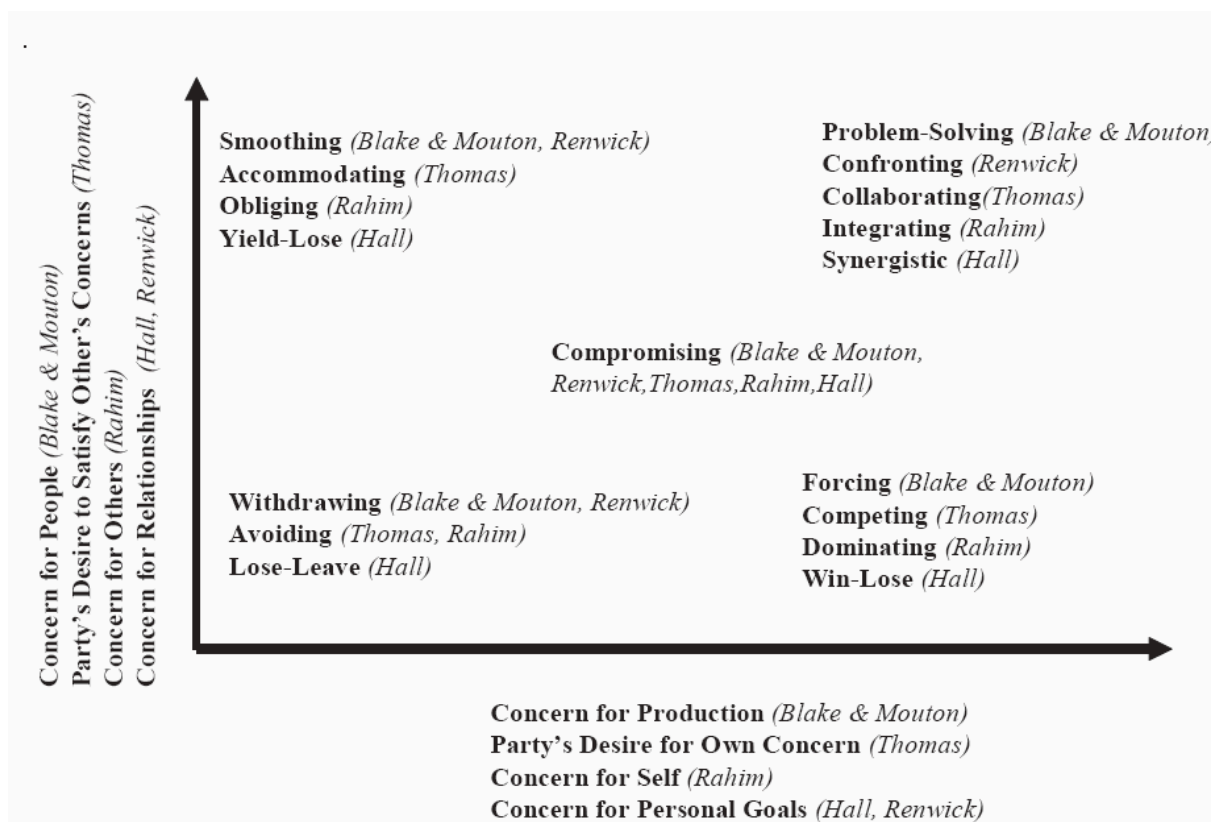 .
Smoothing (Blake & Mouton, Renwick)
Accommodating (Thomas)
Obliging (Rahim)
Yield-Lose (Hall)
Problem-Solving (Blake & Mouton)
Confronting (Renwick)
Collaborating(Thomas)
Integrating (Rahim)
Synergistic (Hall)
Compromising (Blake & Mouton,
Renwick,Thomas,Rahim,Hall)
Withdrawing (Blake & Mouton, Renwick)
Avoiding (Thomas, Rahim)
Lose-Leave (Hall)
Forcing (Blake & Mouton)
Competing (Thomas)
Dominating (Rahim)
Win-Lose (Hall)
Concern for People (Blake & Mouton)
Party’s Desire to Satisfy Other’s Concerns (Thomas)
Concern for Others (Rahim)
Concern for Relationships (Hall, Renwick)
Concern for Production (Blake & Mouton)
Party’s Desire for Own Concern (Thomas)
Concern for Self (Rahim)
Concern for Personal Goals (Hall, Renwick)